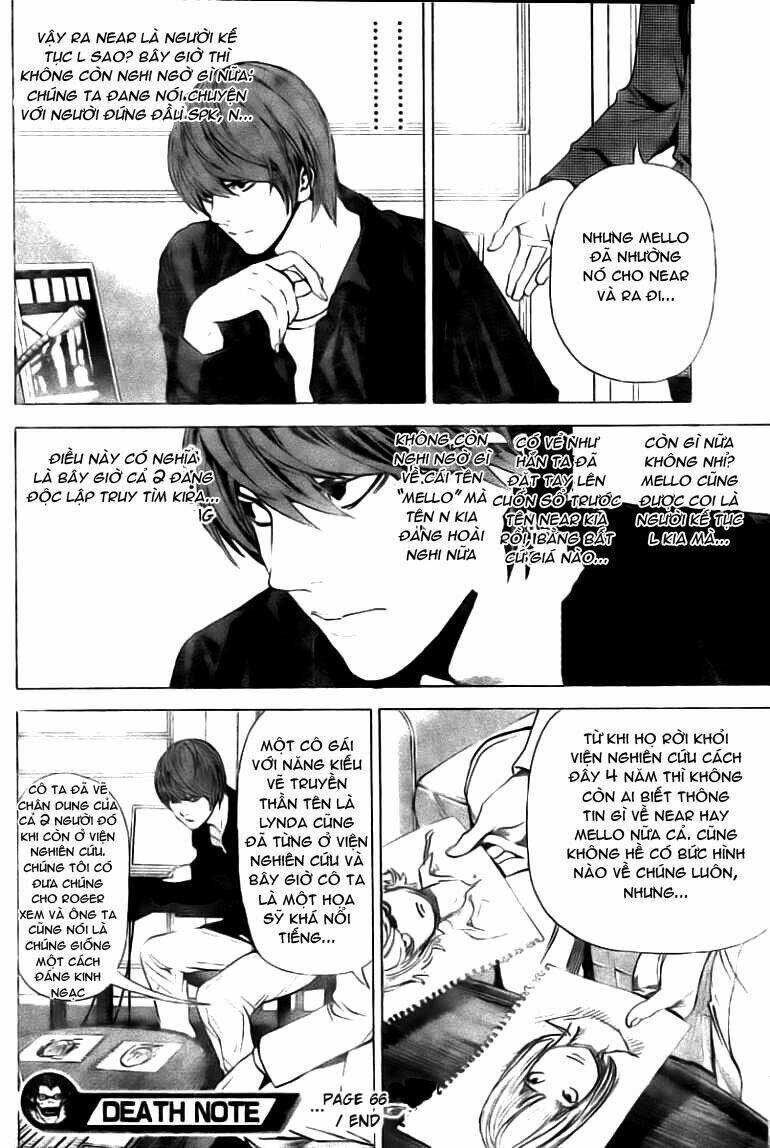 NHƯNG MELLO
ĐÃ NHƯỜNG
NÓ CHO NEAR
VÀ RA ĐI...
VẬY RA NEAR LÀ NGƯỜI KẾ
TỤC L SAO? BÂY GIỜ THÌ
KHÔNG CÒN NGHI NGỜ GÌ NỮA:
CHÚNG TA ĐANG NÓI CHUYỆN
VỚI NGƯỜI ĐỨNG ĐẦU SPK, N...
CÒN GÌ NỮA
KHÔNG NHỈ?
MELLO CŨNG
ĐƯỢC COI LÀ
NGƯỜI KẾ TỤC
L KIA MÀ...
CÓ VẺ NHƯ
HẮN TA ĐÃ
ĐẶT TAY LÊN
CUỐN SỔ TRƯỚC
TÊN NEAR KIA
RỒI, BẰNG BẤT
CỨ GIÁ NÀO...
KHÔNG CÒN
NGHI NGỜ GÌ
VỀ CÁI TÊN
"MELLO" MÀ
TÊN N KIA
ĐANG HOÀI
NGHI NỮA
ĐIỀU NÀY CÓ NGHĨA
LÀ BÂY GIỜ CẢ 2 ĐANG
ĐỘC LẬP TRUY TÌM KIRA...
TỪ KHI HỌ RỜI KHỎI
VIỆN NGHIÊN CỨU CÁCH
ĐÂY 4 NĂM THÌ KHÔNG
CÒN AI BIẾT THÔNG
TIN GÌ VỀ NEAR HAY
MELLO NỮA CẢ. CŨNG
KHÔNG HỀ CÓ BỨC HÌNH
NÀO VỀ CHÚNG LUÔN,
NHƯNG...
MỘT CÔ GÁI
VỚI NĂNG KIẾU
VẼ TRUYỀN
THẦN TÊN LÀ
LYNDA CŨNG
ĐÃ TỪNG Ở VIỆN
NGHIÊN CỨU VÀ
BÂY GIỜ CÔ TA
LÀ MỘT HỌA
SỸ KHÁ NỔI
TIẾNG...
CÔ TA ĐÃ VẼ
CHÂN DUNG CỦA
CẢ 2 NGƯỜI ĐÓ
KHI CÒN Ở VIỆN
NGHIÊN CỨU.
CHÚNG TÔI CÓ
ĐƯA CHÚNG
CHO ROGER
XEM VÀ ÔNG TA
CŨNG NÓI LÀ
CHÚNG GIỐNG
MỘT CÁCH
ĐÁNG KINH
NGẠC
DEATH NOTE
... PAGE 66
/ END